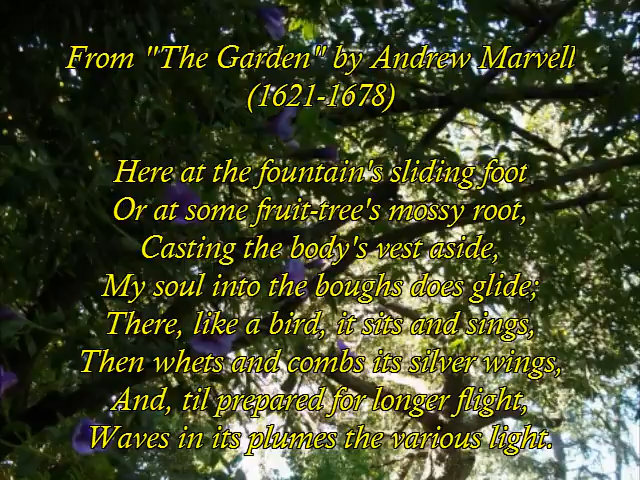 From "The Garden" by Andrew Marvell
(1621-1678)
Here at the fountain's sliding foot
Or at some fruit-tree's mossy root,
Casting the body's vest aside,
My soul into the boughs does glide;
There, like a bird, it sits and sings,
Then whets and combs its silver wings,
And, til prepared for longer flight,
Waves in its plumes the various light.